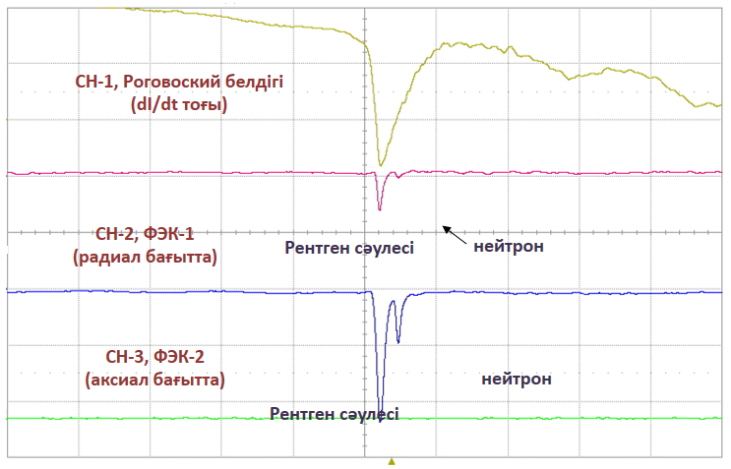 СН-1, Роговоский белдігі
(dI/dt тоғы)
СН-2, ФЭК-1
(радиал бағытта)
Рентген сәулесі
нейтрон
СН-3, ФЭК-2
(аксиал бағытта)
нейтрон
Рентген сәулесі